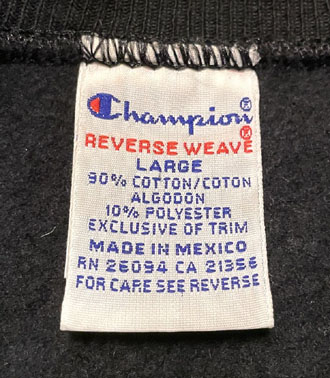 Champion®
REVERSE WEAVE®
LARGE
90% COTTON/COTON
ALGODON
10% POLYESTER
EXCLUSIVE OF TRIM
MADE IN MEXICO
RN 26094 CA 21356
FOR CARE SEE REVERSE